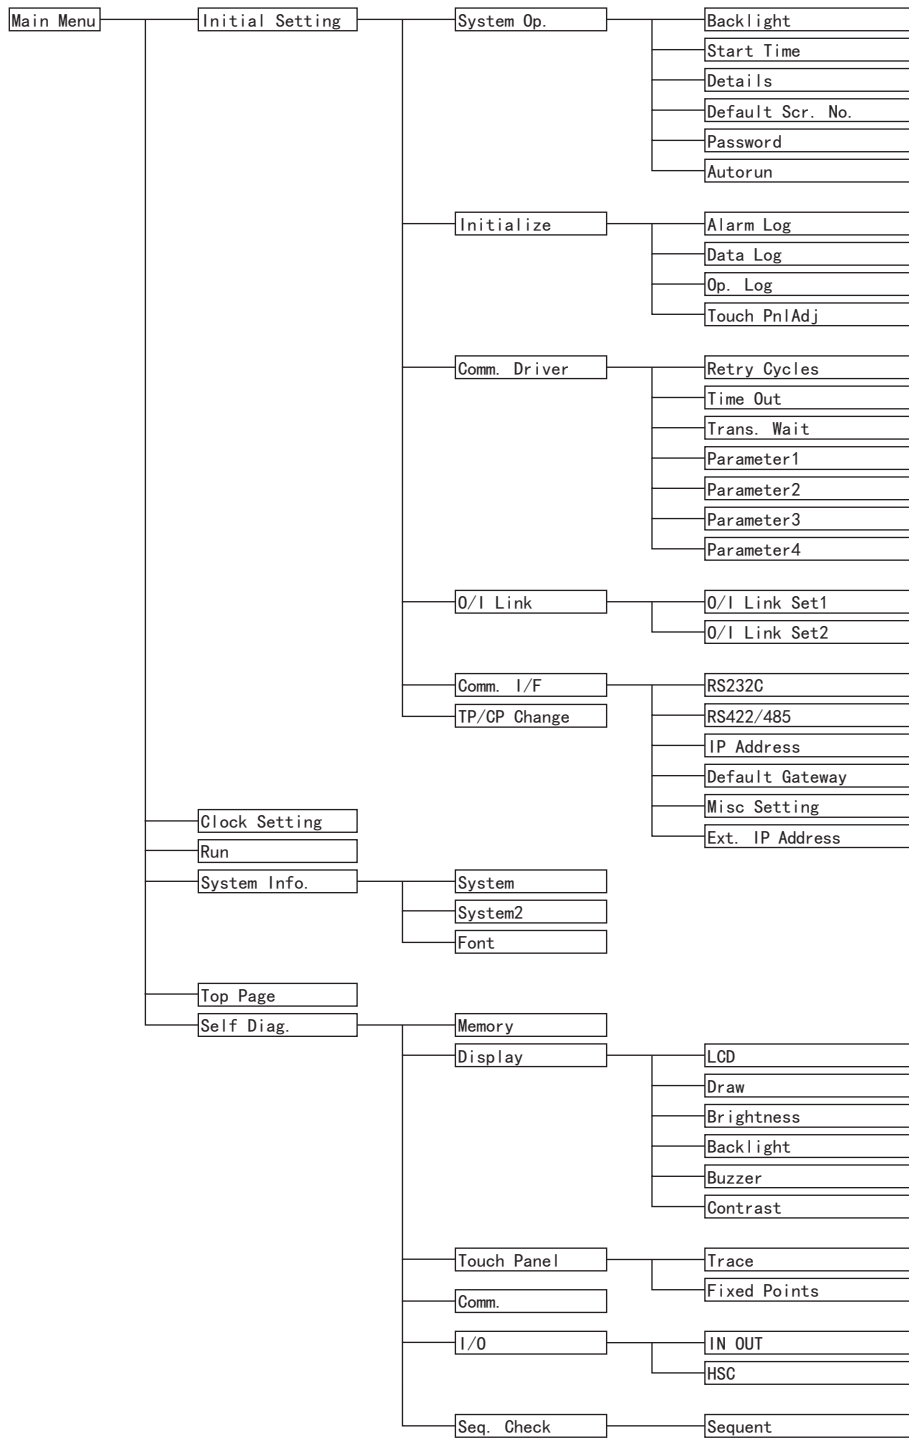 Main Menu
Initial Setting
System Op.
Backlight
Start Time
Details
Default Scr. No.
Password
Autorun
Initialize
Alarm Log
Data Log
Op. Log
Touch PnlAdj
Comm. Driver
Retry Cycles
Time Out
Trans. Wait
Parameter1
Parameter2
Parameter3
Parameter4
O/I Link
O/I Link Set1
O/I Link Set2
Comm. I/F
RS232C
RS422/485
IP Address
Default Gateway
Misc Setting
Ext. IP Address
TP/CP Change
Clock Setting
Run
System Info.
System
System2
Font
Top Page
Self Diag.
Memory
Display
LCD
Draw
Brightness
Backlight
Buzzer
Contrast
Touch Panel
Trace
Fixed Points
Comm.
I/O
IN OUT
HSC
Seq. Check
Sequent